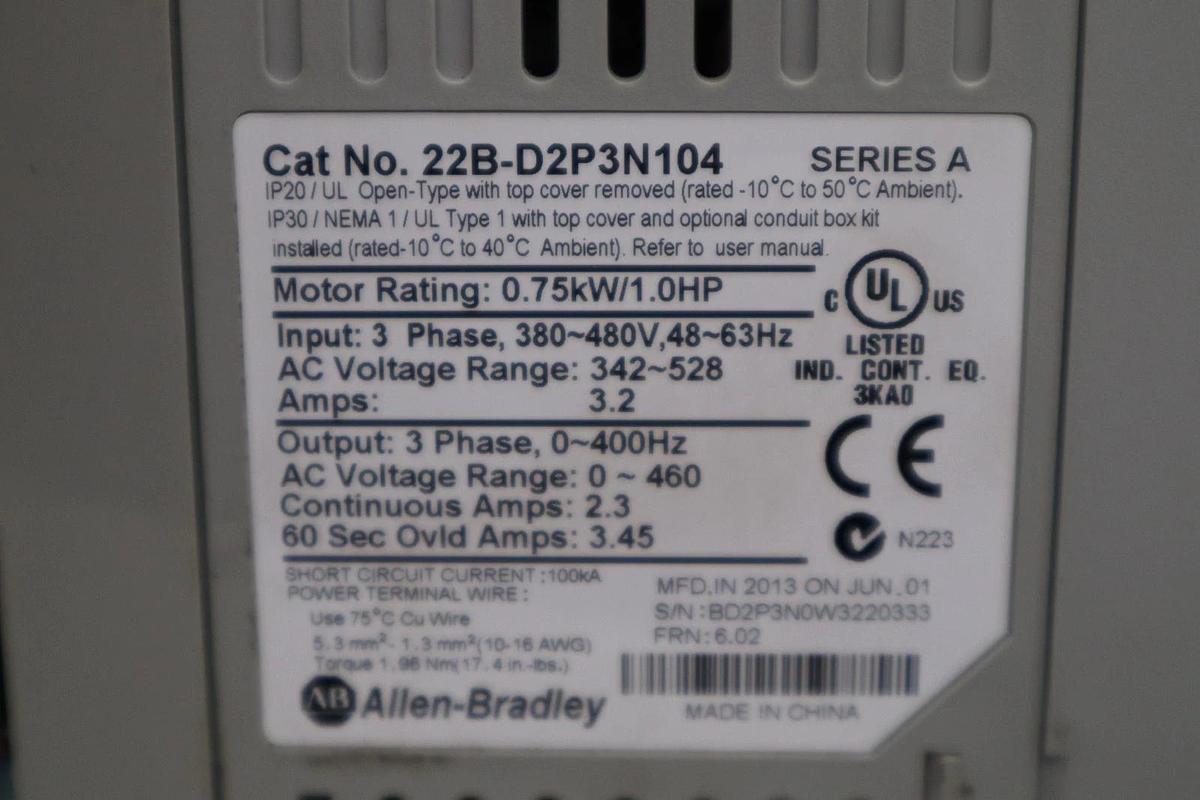 Cat No. 22B-D2P3N104 SERIES A
IP20 / UL Open-Type with top cover removed (rated -10°C to 50°C Ambient).
IP30 / NEMA 1 / UL Type 1 with top cover and optional conduit box kit
installed (rated-10°C to 40°C Ambient). Refer to user manual.
Motor Rating: 0.75kW/1.0HP
C UL US
Input: 3 Phase, 380~480V,48~63Hz
LISTED
AC Voltage Range: 342~528
IND. CONT. EQ.
Amps: 3.2
3KA0
Output: 3 Phase, 0~400Hz
CE
AC Voltage Range: 0 ~ 460
Continuous Amps: 2.3
60 Sec Ovld Amps: 3.45
N223
SHORT CIRCUIT CURRENT :100kA
POWER TERMINAL WIRE :
Use 75°C Cu Wire
5.3 mm²- 1.3 mm²(10-16 AWG)
Torque 1.96 Nm(17.4 in.-lbs.)
AB Allen-Bradley
MFD.IN 2013 ON JUN.01
S/N :BD2P3N0W3220333
FRN: 6.02
MADE IN CHINA